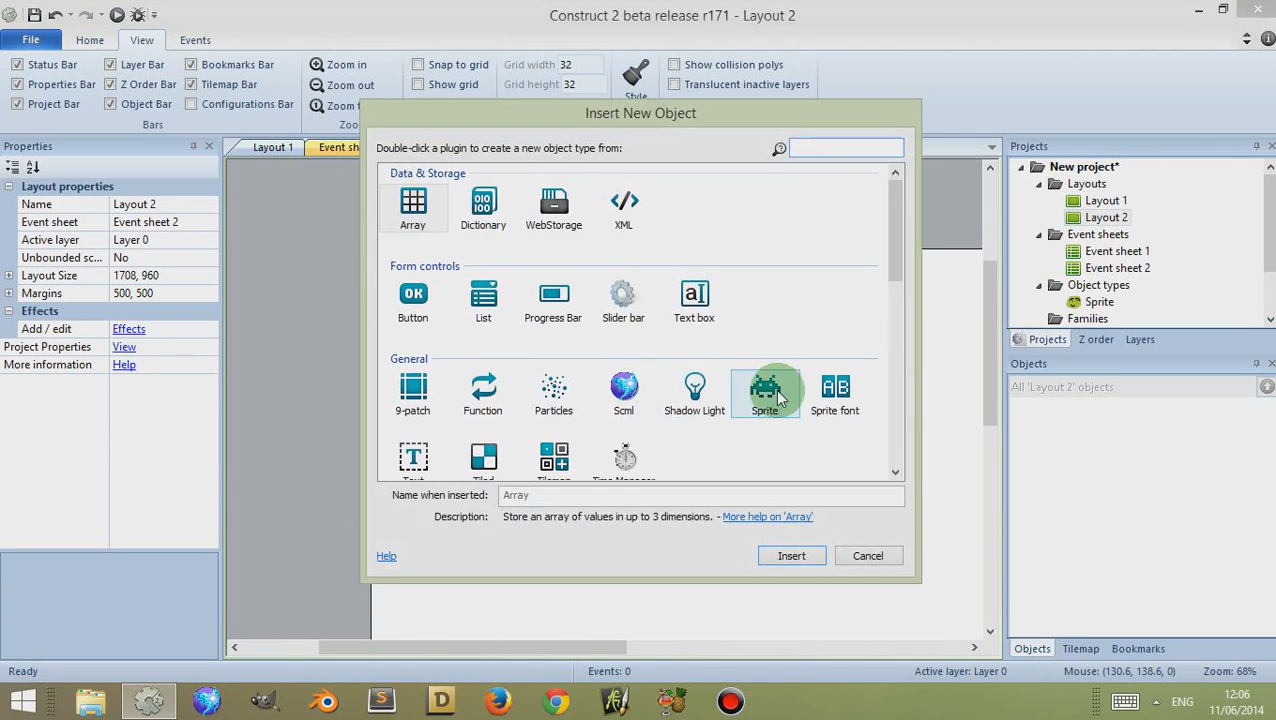 Construct 2 beta release r171 - Layout 2
File Home View Events
Status Bar Layer Bar Bookmarks Bar Zoom in Snap to grid Grid width 32 Show collision polys
Properties Bar Z Order Bar Tilemap Bar Zoom out Show grid Grid height 32 Translucent inactive layers
Project Bar Object Bar Configurations Bar Style
Bars
Insert New Object
Properties
Layout 1
Projects
Double-click a plugin to create a new object type from:
New project*
Layout properties
Data & Storage
Layouts
Name Layout 2
Layout 1
Event sheet Event sheet 2
Array Dictionary WebStorage XML
Layout 2
Active layer Layer 0
Event sheets
Unbounded sc... No
Event sheet 1
Layout Size 1708, 960
Form controls
Event sheet 2
Margins 500, 500
Object types
Effects
Button List Progress Bar Slider bar Text box
Sprite
Add / edit Effects
Families
Project Properties View
Projects Z order Layers
More information Help
General
Objects
All 'Layout 2' objects
9-patch Function Particles Scml Shadow Light Sprite Sprite font
Name when inserted: Array
Description: Store an array of values in up to 3 dimensions. - More help on 'Array'
Help Insert Cancel
Objects Tilemap Bookmarks
Ready Events: 0 Active layer: Layer 0 Mouse: (130.6, 138.6, 0) Zoom: 68%
ENG
12:06
11/06/2014